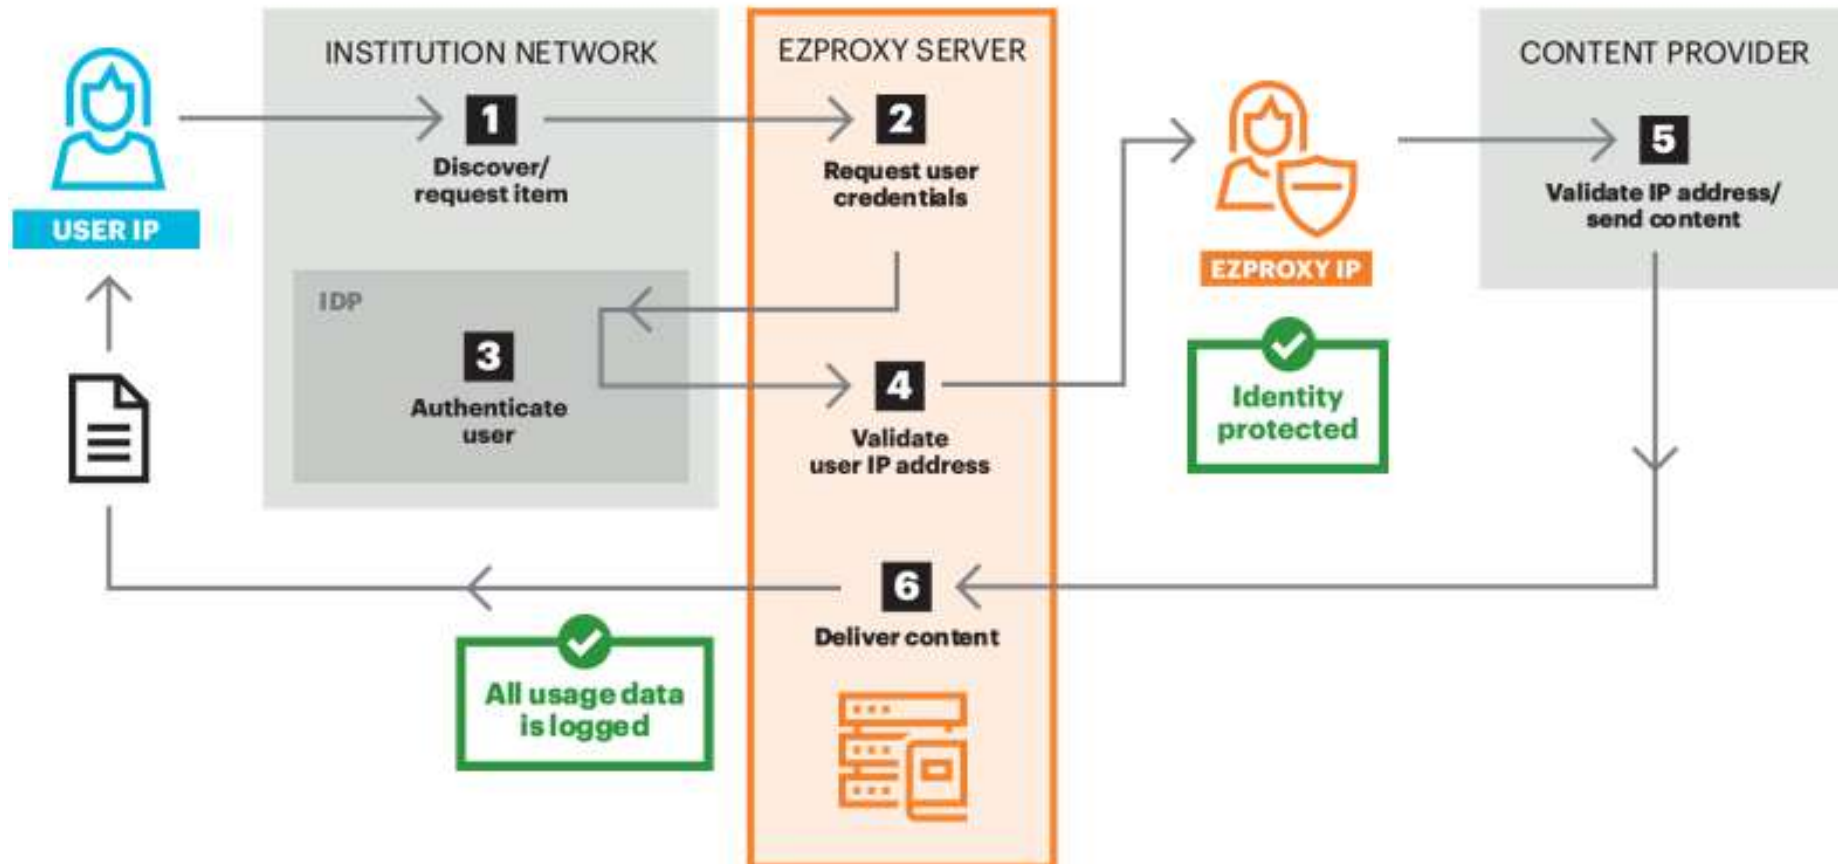 INSTITUTION NETWORK
EZPROXY SERVER
CONTENT PROVIDER
USER IP
1
Discover/
request item
2
Request user
credentials
EZPROXY IP
5
Validate IP address/
send content
IDP
3
Authenticate
user
4
Validate
user IP address
Identity
protected
6
Deliver content
All usage data
is logged